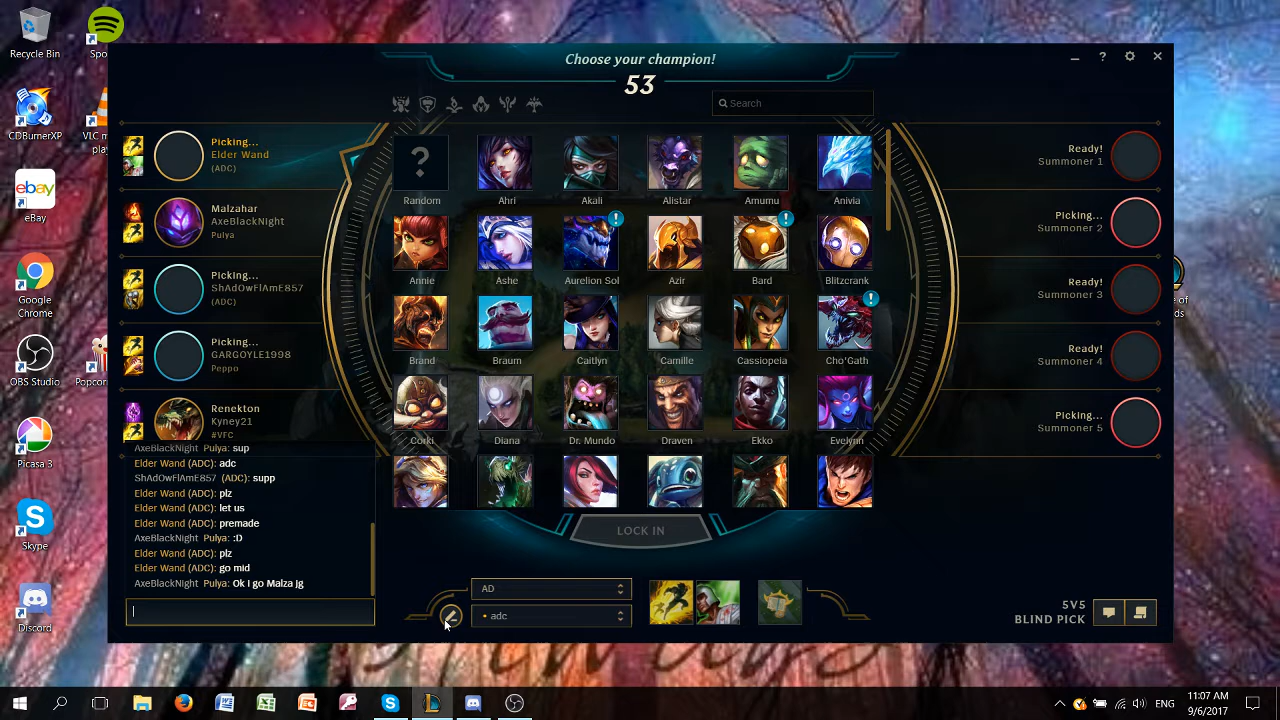 Recycle Bin
Spo
CDBurnerXP
VLC m
play
ebay
eBay
Google
Chrome
OBS Studio
Popcor
Picasa 3
Skype
Discord
Choose your champion!
53
Search
Picking...
Elder Wand
(ADC)
Malzahar
AxeBlackNight
Pulya
Picking...
ShAdOwFlAmE857
(ADC)
Picking...
GARGOYLE1998
Peppo
Renekton
Kyney21
#VFC
Random
Ahri
Akali
Alistar
Amumu
Anivia
Annie
Ashe
Aurelion Sol
Azir
Bard
Blitzcrank
Brand
Braum
Caitlyn
Camille
Cassiopeia
Cho'Gath
Corki
Diana
Dr. Mundo
Draven
Ekko
Evelynn
Ready!
Summoner 1
Picking...
Summoner 2
Ready!
Summoner 3
Ready!
Summoner 4
Picking...
Summoner 5
AxeBlackNight Pulya: sup
Elder Wand (ADC): adc
ShAdOwFlAmE857 (ADC): supp
Elder Wand (ADC): plz
Elder Wand (ADC): let us
Elder Wand (ADC): premade
AxeBlackNight Pulya: :D
Elder Wand (ADC): plz
Elder Wand (ADC): go mid
AxeBlackNight Pulya: Ok I go Malza jg
LOCK IN
AD
• adc
5V5
BLIND PICK
ENG
11:07 AM
9/6/2017